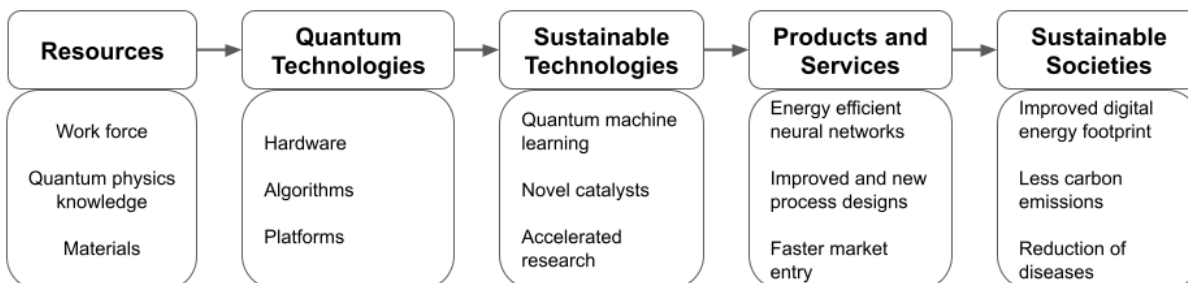 Resources
Work force
Quantum physics
knowledge
Materials
Quantum
Technologies
Hardware
Algorithms
Platforms
Sustainable
Technologies
Quantum machine
learning
Novel catalysts
Accelerated
research
Products and
Services
Energy efficient
neural networks
Improved and new
process designs
Faster market
entry
Sustainable
Societies
Improved digital
energy footprint
Less carbon
emissions
Reduction of
diseases